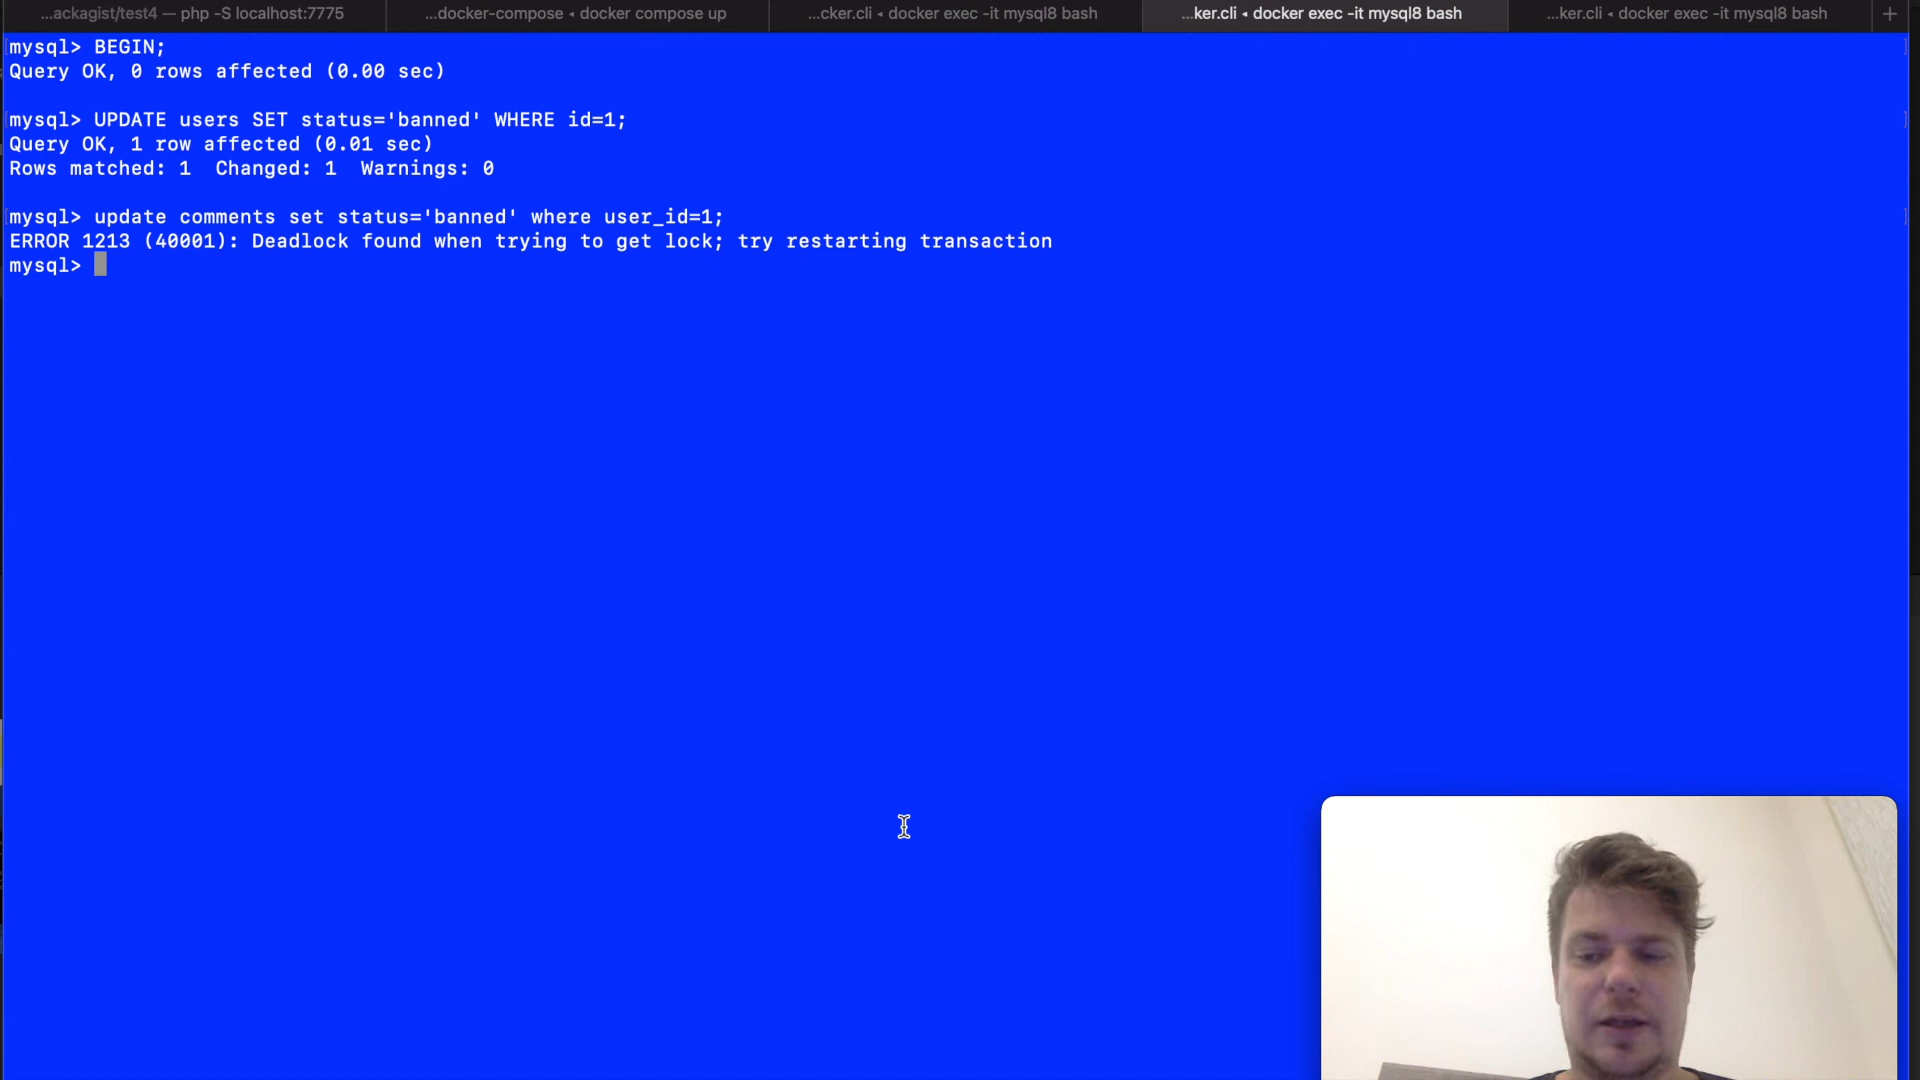 ...ackagist/test4 — php -S localhost:7775
...docker-compose ◂ docker compose up
...cker.cli ◂ docker exec -it mysql8 bash
...ker.cli ◂ docker exec -it mysql8 bash
...ker.cli ◂ docker exec -it mysql8 bash
mysql> BEGIN;
Query OK, 0 rows affected (0.00 sec)
mysql> UPDATE users SET status='banned' WHERE id=1;
Query OK, 1 row affected (0.01 sec)
Rows matched: 1  Changed: 1  Warnings: 0
mysql> update comments set status='banned' where user_id=1;
ERROR 1213 (40001): Deadlock found when trying to get lock; try restarting transaction
mysql>